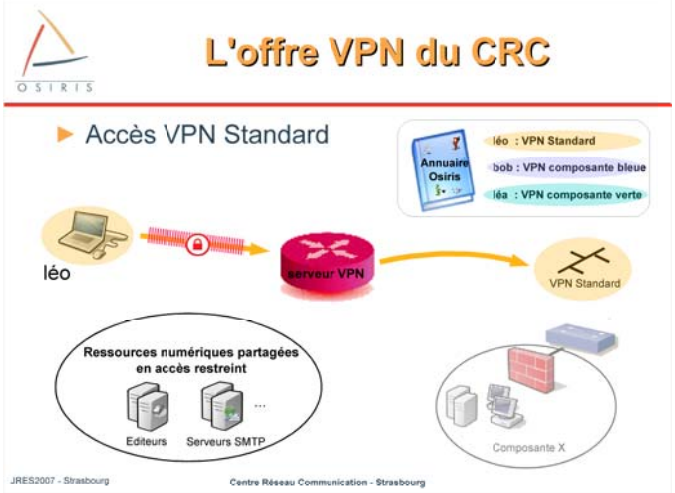 L'offre VPN du CRC
OSIRIS
Accès VPN Standard
Annuaire
Osiris
léo : VPN Standard
bob : VPN composante bleue
léa : VPN composante verte
léo
serveur VPN
VPN Standard
Ressources numériques partagées
en accès restreint
...
Editeurs
Serveurs SMTP
Composante X
JRES2007 - Strasbourg
Centre Réseau Communication - Strasbourg